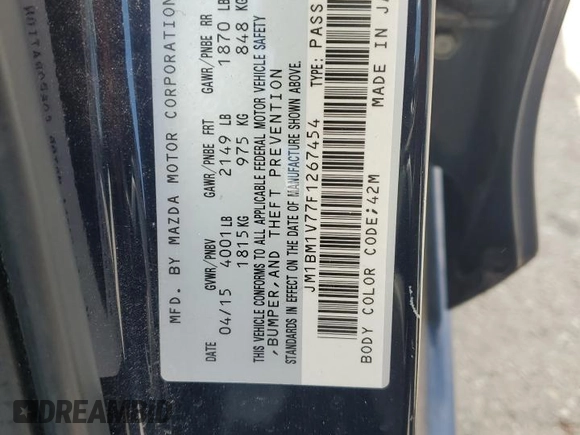 MFD. BY MAZDA MOTOR CORPORATION
DATE GVWR/PNBV GAWR/PNBE FRT GAWR/PNBE RR
04/15 4001LB 2149 LB 1870 LB
1815KG 975 KG 848 KG
THIS VEHICLE CONFORMS TO ALL APPLICABLE FEDERAL MOTOR VEHICLE SAFETY
,BUMPER,AND THEFT PREVENTION
STANDARDS IN EFFECT ON THE DATE OF MANUFACTURE SHOWN ABOVE.
JM1BM1V77F1267454 TYPE: PASS
BODY COLOR CODE;42M MADE IN JA
DREAMBID